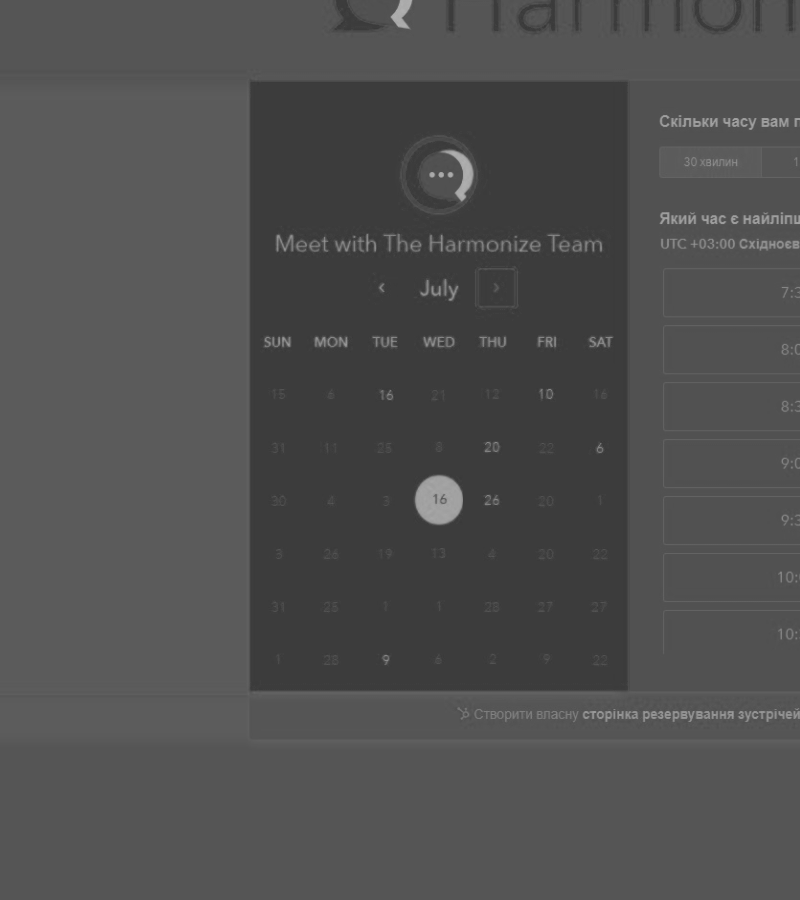 Harmon
Meet with The Harmonize Team
July
SUN MON TUE WED THU FRI SAT
15 6 16 21 12 10 16
31 11 25 8 20 22 6
30 4 3 16 26 20 1
3 26 19 13 4 20 22
31 25 1 1 28 27 27
1 28 9 6 2 9 22
Скільки часу вам п
30 хвилин 1
Який час є найліпш
UTC +03:00 Східноєв
7:3
8:0
8:3
9:0
9:3
10:
10:
Створити власну сторінка резервування зустрічей